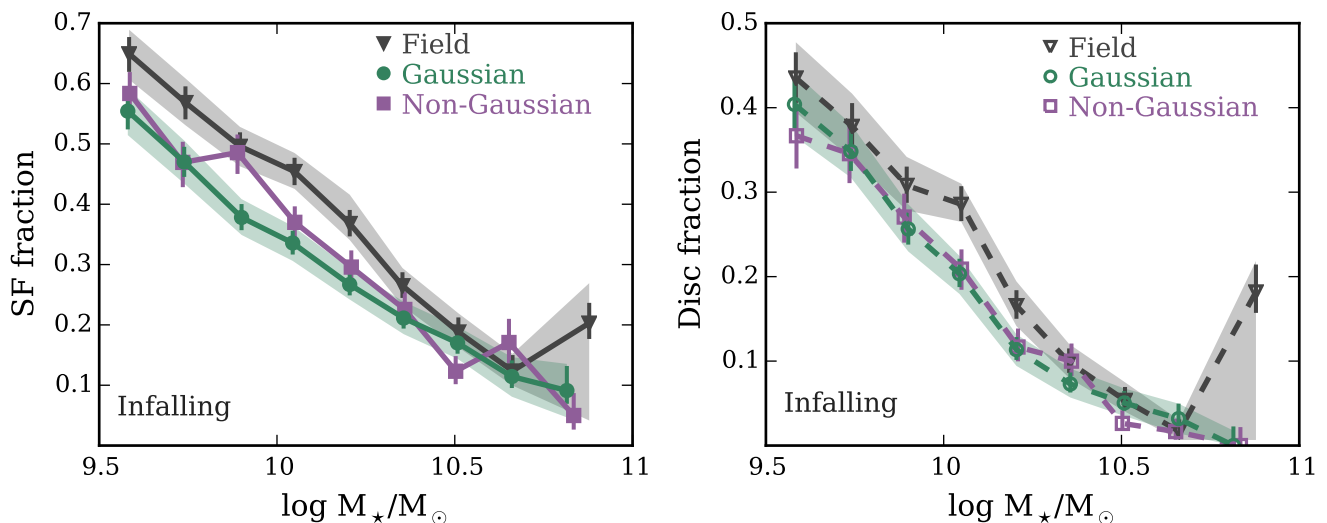 0.7
0.6
0.5
0.4
0.3
0.2
0.1
SF fraction
Field
Gaussian
Non-Gaussian
Infalling
9.5 10 10.5 11
log M⋆/M⊙
0.5
0.4
0.3
0.2
0.1
Disc fraction
Field
Gaussian
Non-Gaussian
Infalling
9.5 10 10.5 11
log M⋆/M⊙